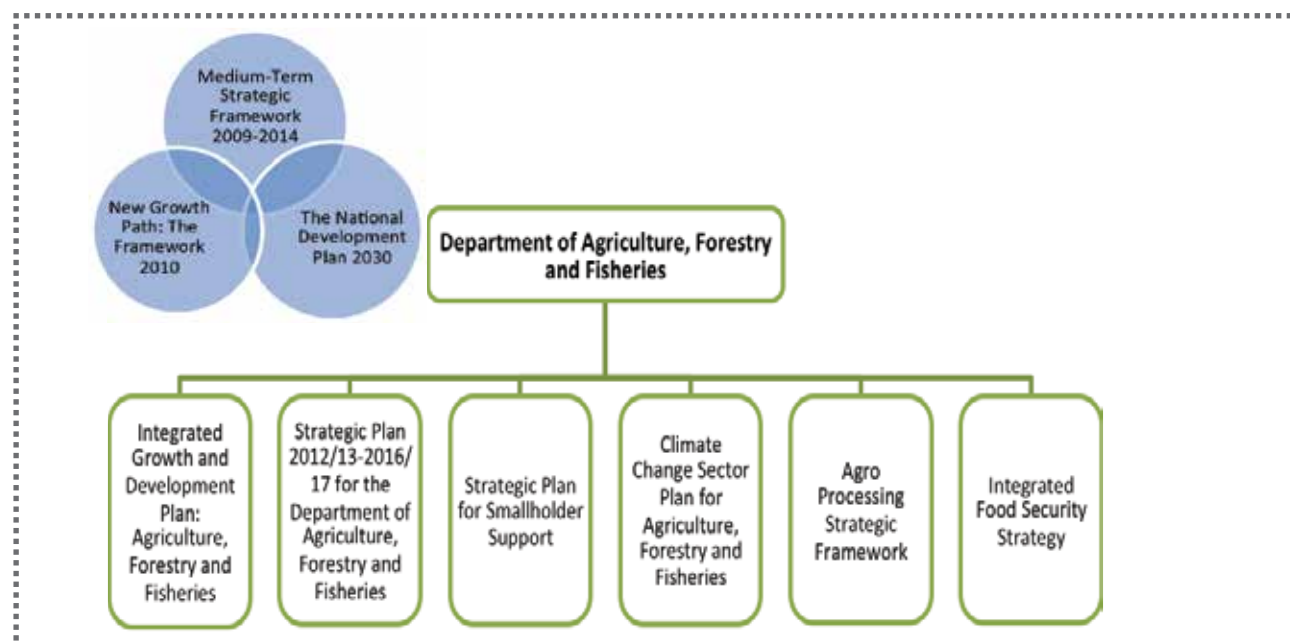 Medium-Term
Strategic
Framework
2009-2014
New Growth
Path: The
Framework
2010
The National
Development
Plan 2030
Department of Agriculture, Forestry
and Fisheries
Integrated
Growth and
Development
Plan:
Agriculture,
Forestry and
Fisheries
Strategic Plan
2012/13-2016/
17 for the
Department of
Agriculture,
Forestry and
Fisheries
Strategic Plan
for Smallholder
Support
Climate
Change Sector
Plan for
Agriculture,
Forestry and
Fisheries
Agro
Processing
Strategic
Framework
Integrated
Food Security
Strategy